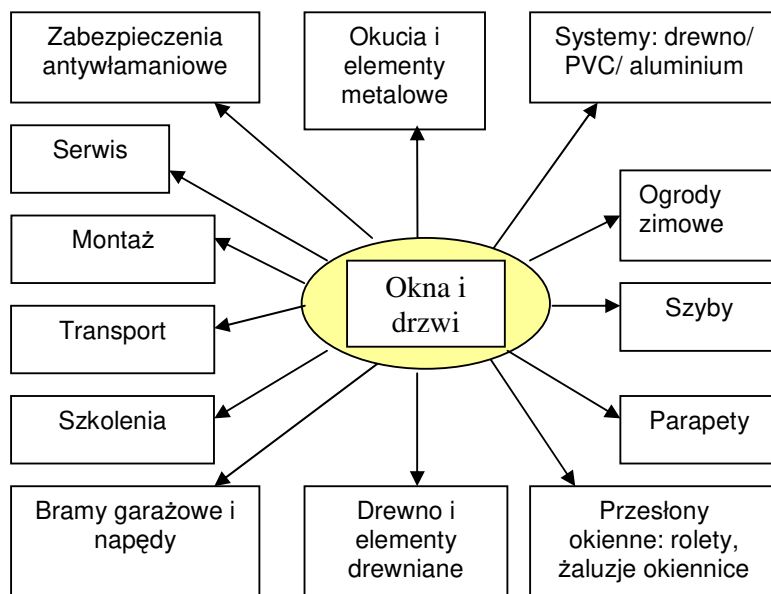 Zabezpieczenia
antywłamaniowe
Okucia i
elementy
metalowe
Systemy: drewno/
PVC/ aluminium
Serwis
Ogrody
zimowe
Montaż
Okna i
drzwi
Szyby
Transport
Szkolenia
Parapety
Bramy garażowe i
napędy
Drewno i
elementy
drewniane
Przesłony
okienne: rolety,
żaluzje okiennice